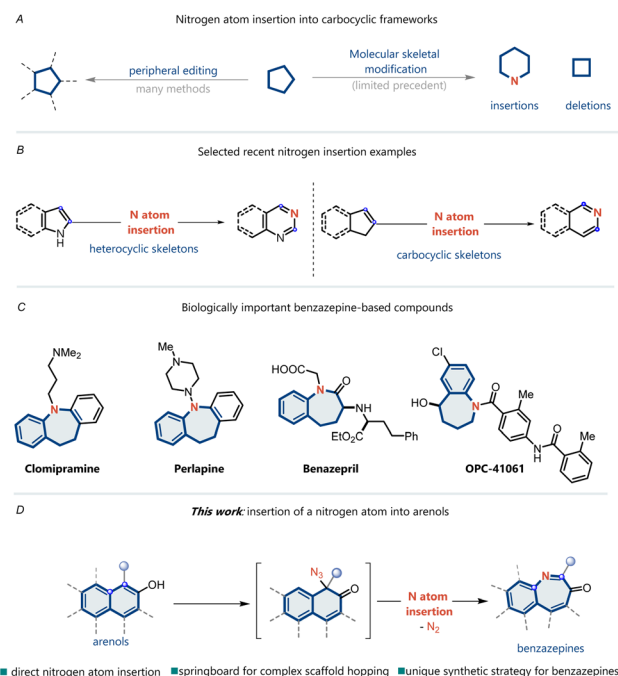 A
Nitrogen atom insertion into carbocyclic frameworks
peripheral editing
many methods
Molecular skeletal
modification
(limited precedent)
N
insertions
deletions
B
Selected recent nitrogen insertion examples
N
H
N atom
insertion
heterocyclic skeletons
N
N
N atom
insertion
carbocyclic skeletons
N
C
Biologically important benzazepine-based compounds
NMe2
N
Clomipramine
Me
N
N
N
Perlapine
HOOC
N
O
NH
EtO2C
Ph
Benazepril
Cl
HO
N
O
Me
N
H
O
Me
OPC-41061
D
This work: insertion of a nitrogen atom into arenols
OH
arenols
N3
O
N atom
insertion
- N2
N
O
benzazepines
direct nitrogen atom insertion
springboard for complex scaffold hopping
unique synthetic strategy for benzazepines